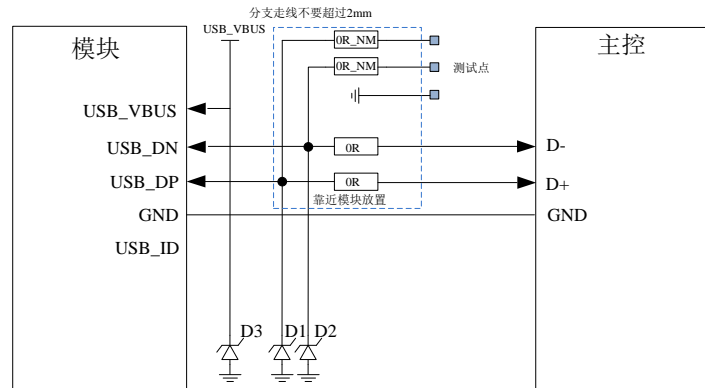 分支走线不要超过2mm
USB_VBUS
模块
主控
0R_NM
0R_NM
测试点
USB_VBUS
USB_DN
0R
D-
USB_DP
0R
D+
靠近模块放置
GND
GND
USB_ID
D3
D1
D2